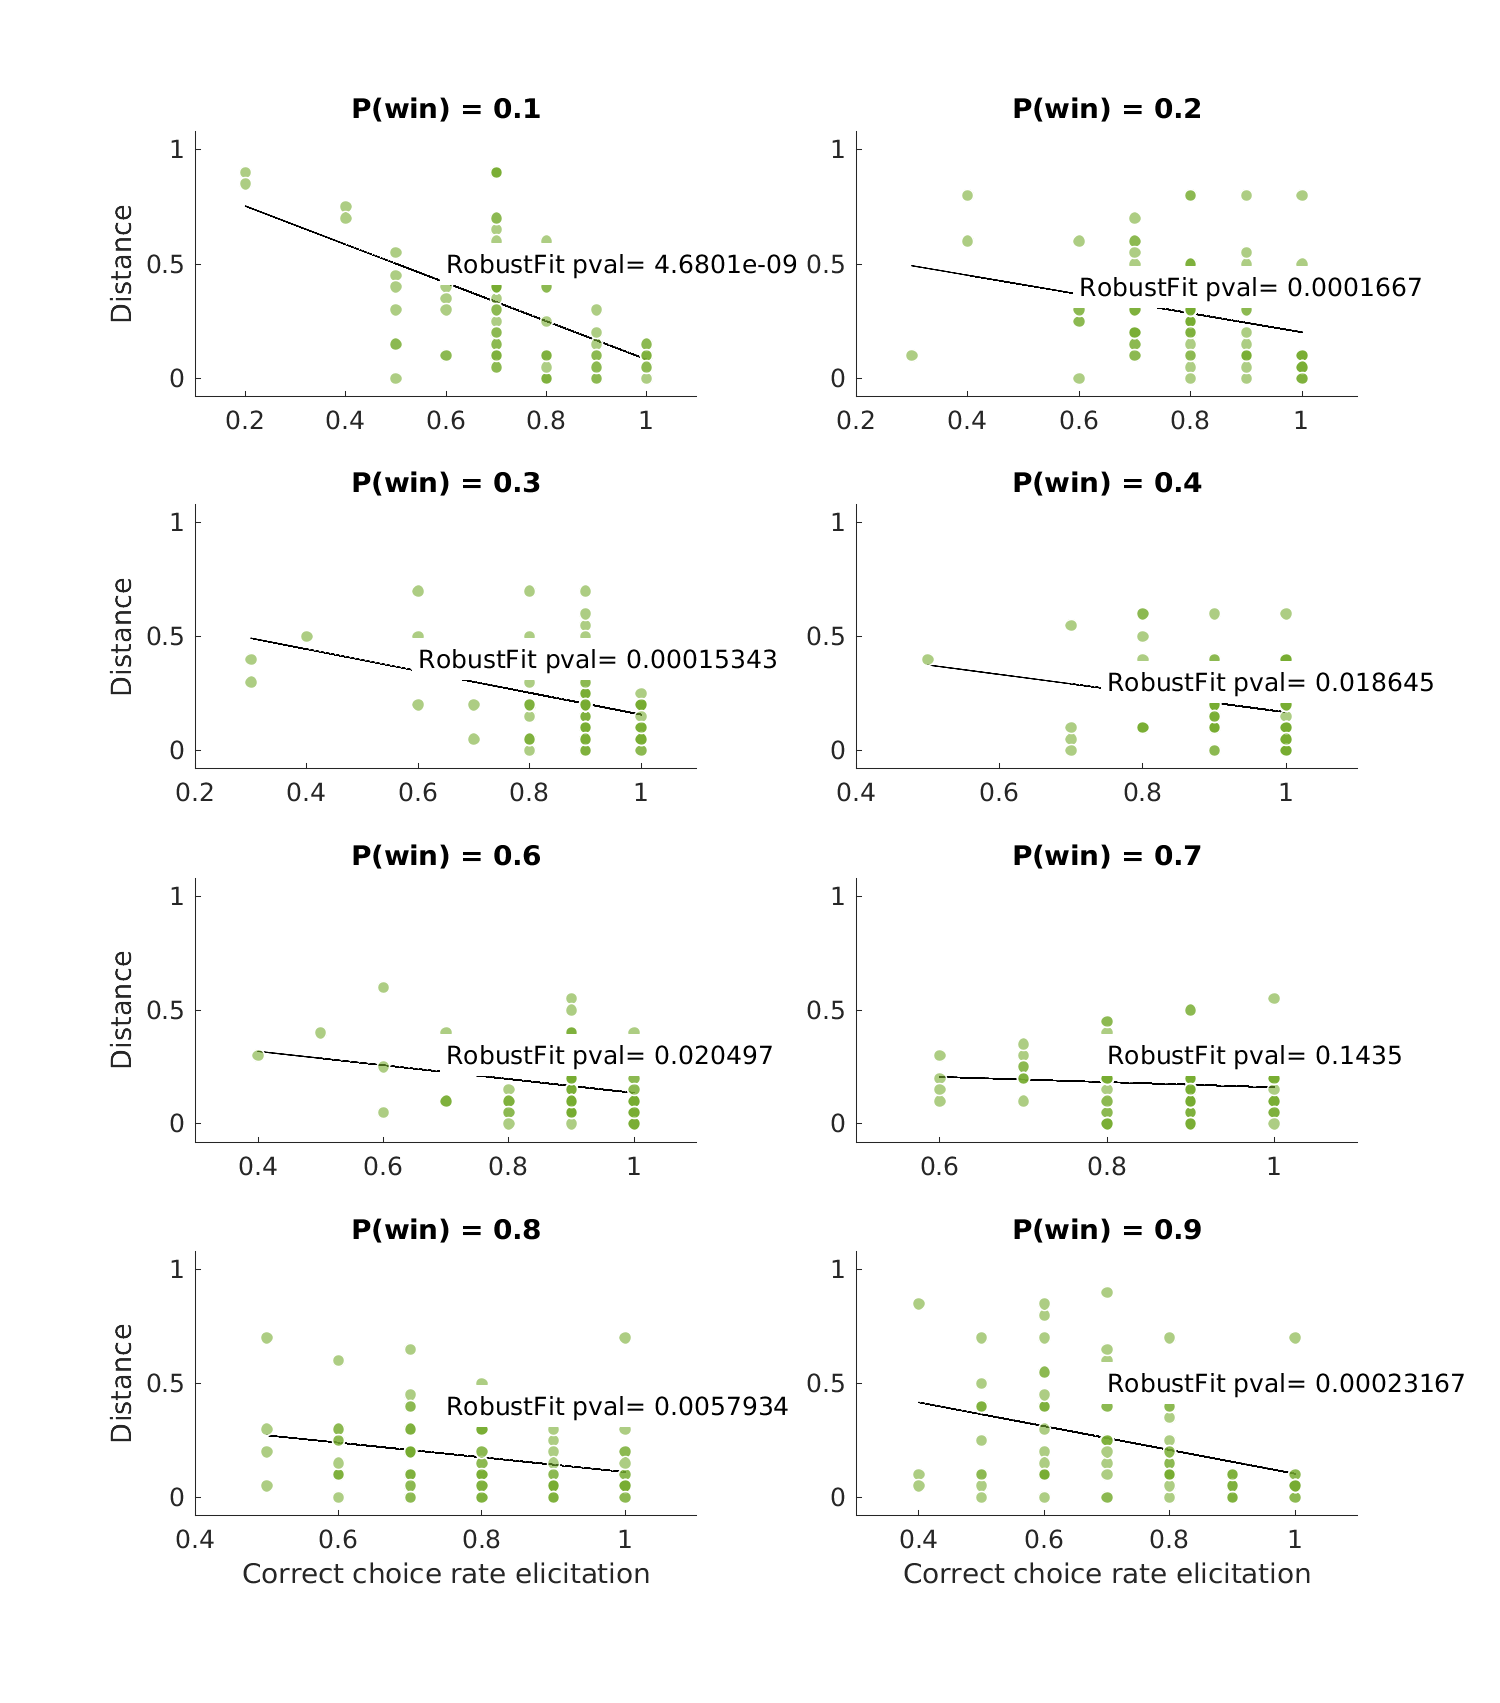 P(win) = 0.1
1
0.5
0
Distance
RobustFit pval= 4.6801e-09
0.2 0.4 0.6 0.8 1
P(win) = 0.2
1
0.5
0
RobustFit pval= 0.0001667
0.2 0.4 0.6 0.8 1
P(win) = 0.3
1
0.5
0
Distance
RobustFit pval= 0.00015343
0.2 0.4 0.6 0.8 1
P(win) = 0.4
1
0.5
0
RobustFit pval= 0.018645
0.4 0.6 0.8 1
P(win) = 0.6
1
0.5
0
Distance
RobustFit pval= 0.020497
0.4 0.6 0.8 1
P(win) = 0.7
1
0.5
0
RobustFit pval= 0.1435
0.6 0.8 1
P(win) = 0.8
1
0.5
0
Distance
RobustFit pval= 0.0057934
0.4 0.6 0.8 1
Correct choice rate elicitation
P(win) = 0.9
1
0.5
0
RobustFit pval= 0.00023167
0.4 0.6 0.8 1
Correct choice rate elicitation